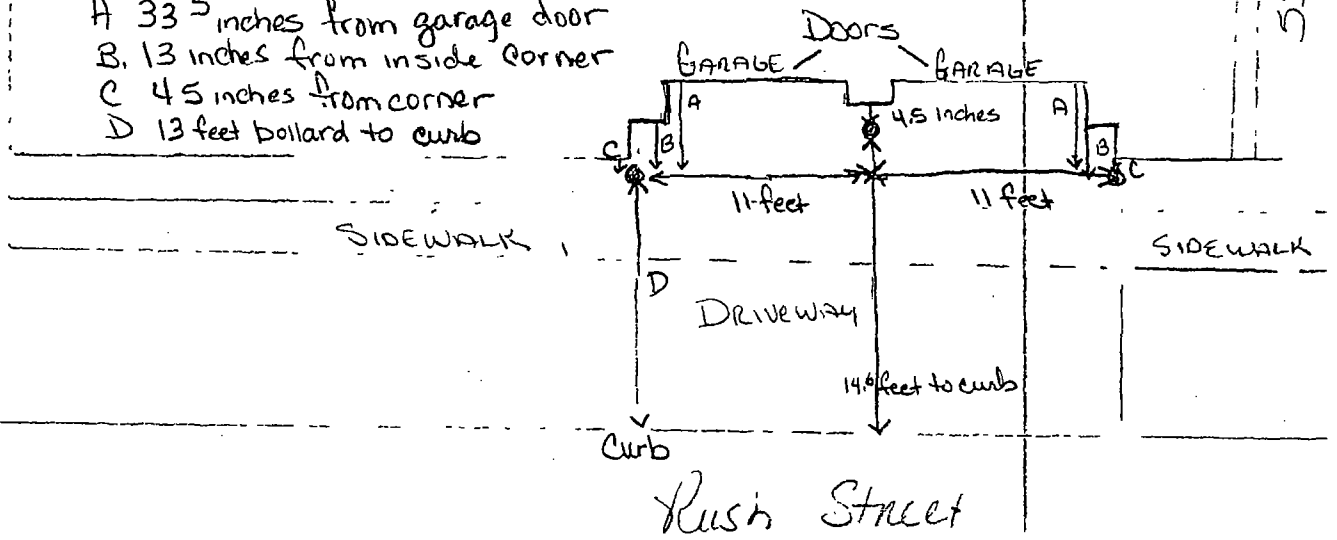 A 33 5 inches from garage door
B. 13 inches from inside corner
C 45 inches from corner
D 13 feet bollard to curb
Doors
GARAGE
GARAGE
A
4.5 inches
A
B
B
C
C
11 feet
11 feet
SIDEWALK
SIDEWALK
D
DRIVEWAY
14.6 feet to curb
Curb
Rush Street